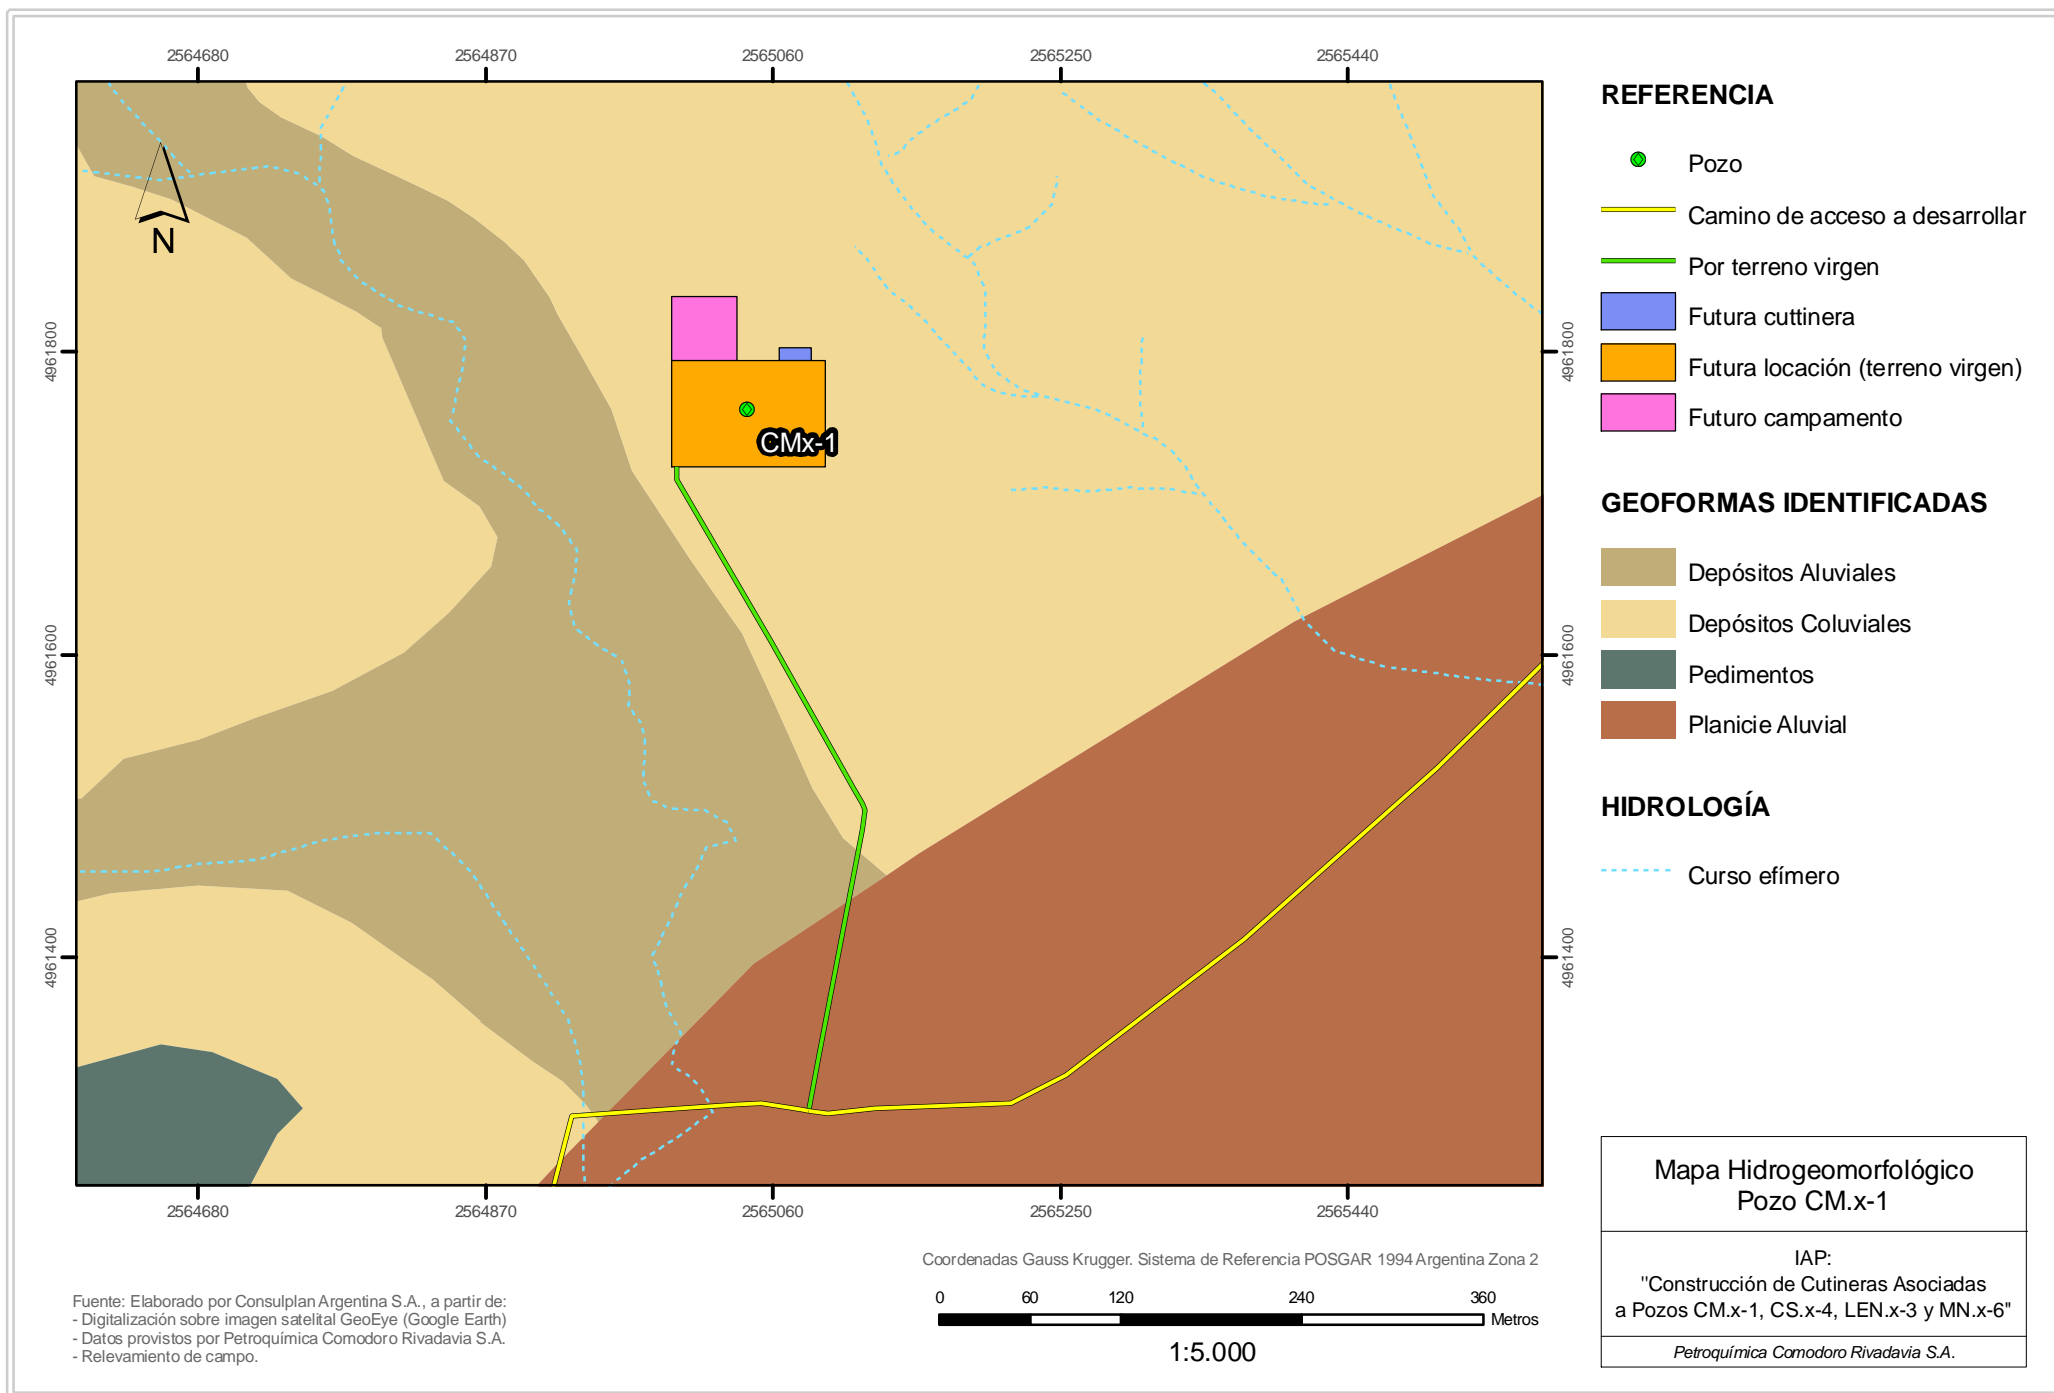 2564680 2564870 2565060 2565250 2565440
4961800 4961800
4961600 4961600
4961400 4961400
N
CMx-1
2564680 2564870 2565060 2565250 2565440
REFERENCIA
Pozo
Camino de acceso a desarrollar
Por terreno virgen
Futura cuttinera
Futura locación (terreno virgen)
Futuro campamento
GEOFORMAS IDENTIFICADAS
Depósitos Aluviales
Depósitos Coluviales
Pedimentos
Planicie Aluvial
HIDROLOGÍA
Curso efímero
Coordenadas Gauss Krugger. Sistema de Referencia POSGAR 1994 Argentina Zona 2
0 60 120 240 360
Metros
1:5.000
Fuente: Elaborado por Consulplan Argentina S.A., a partir de:
- Digitalización sobre imagen satelital GeoEye (Google Earth)
- Datos provistos por Petroquímica Comodoro Rivadavia S.A.
- Relevamiento de campo.
Mapa Hidrogeomorfológico
Pozo CM.x-1
IAP:
"Construcción de Cutineras Asociadas
a Pozos CM.x-1, CS.x-4, LEN.x-3 y MN.x-6"
Petroquímica Comodoro Rivadavia S.A.